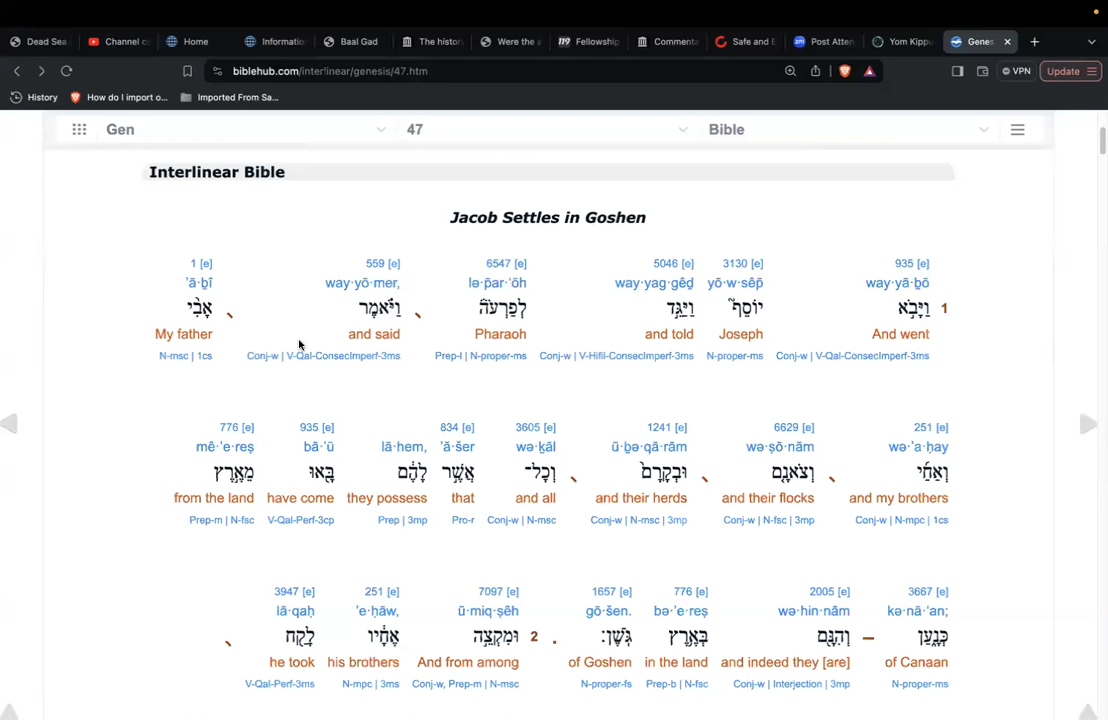 Dead Sea
Channel c
Home
Informatio
Baal Gad
The histor
Were the a
119 Fellowship
Commenta
Safe and E
zm Post Atten
Yom Kippu
Genes
biblehub.com/interlinear/genesis/47.htm
VPN
Update
History
How do I import o...
Imported From Sa...
Gen 47 Bible
Interlinear Bible
Jacob Settles in Goshen
1 [e] 559 [e] 6547 [e] 5046 [e] 3130 [e] 935 [e]
’ā·ḇî way·yō·mer, lə·p̄ar·‘ōh way·yag·gêḏ yō·w·sêp̄ way·yā·ḇō
אָבִ֨י 、 וַיֹּ֗אמֶר 、 לְפַרְעֹה֒ וַיַּגֵּ֣ד יוֹסֵף֮ וַיָּבֹ֣א 1
My father and said Pharaoh and told Joseph And went
N-msc | 1cs Conj-w | V-Qal-ConsecImperf-3ms Prep-l | N-proper-ms Conj-w | V-Hifil-ConsecImperf-3ms N-proper-ms Conj-w | V-Qal-ConsecImperf-3ms
776 [e] 935 [e] 834 [e] 3605 [e] 1241 [e] 6629 [e] 251 [e]
mê·’e·reṣ bā·’ū lā·hem, ’ă·šer wə·ḵāl ū·ḇə·qā·rām wə·ṣō·nām wə·’a·ḥay
מֵאֶ֣רֶץ בָּ֖אוּ לָהֶ֔ם אֲשֶׁ֣ר וְכָל־ 、 וּבְקָרָם֙ 、 וְצֹאנָ֤ם 、 וְאַחַ֜י
from the land have come they possess that and all and their herds and their flocks and my brothers
Prep-m | N-fsc V-Qal-Perf-3cp Prep | 3mp Pro-r Conj-w | N-msc Conj-w | N-msc | 3mp Conj-w | N-fsc | 3mp Conj-w | N-mpc | 1cs
3947 [e] 251 [e] 7097 [e] 1657 [e] 776 [e] 2005 [e] 3667 [e]
lā·qaḥ ’e·ḥāw, ū·miq·ṣêh gō·šen. bə·’e·reṣ wə·hin·nām kə·nā·‘an;
、 לָקַ֖ח אֶחָ֔יו וּמִקְצֵ֣ה 2 . גֹּֽשֶׁן׃ בְּאֶ֥רֶץ וְהִנָּ֖ם – כְּנָ֑עַן
he took his brothers And from among of Goshen in the land and indeed they [are] of Canaan
V-Qal-Perf-3ms N-mpc | 3ms Conj-w, Prep-m | N-msc N-proper-fs Prep-b | N-fsc Conj-w | Interjection | 3mp N-proper-ms